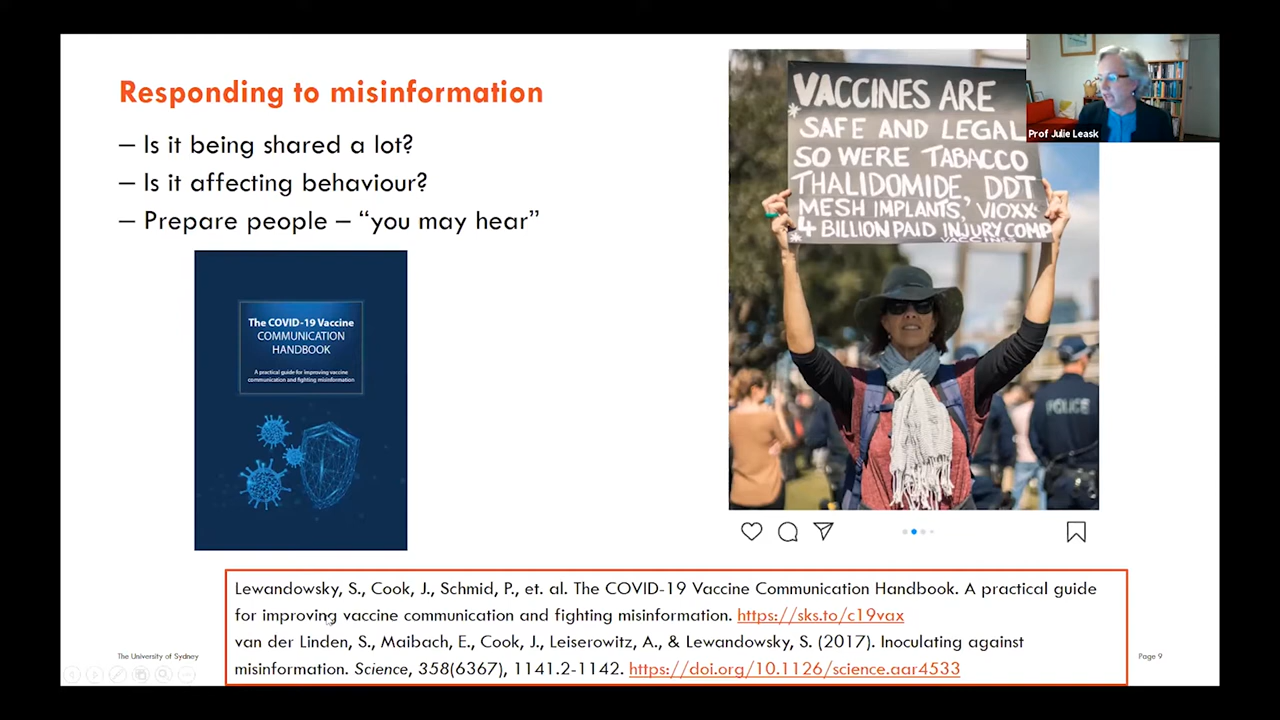 Responding to misinformation
– Is it being shared a lot?
– Is it affecting behaviour?
– Prepare people – “you may hear”
The COVID-19 Vaccine
COMMUNICATION
HANDBOOK
A practical guide for improving vaccine
communication and fighting misinformation
VACCINES ARE
* SAFE AND LEGAL
SO WERE TABACCO
THALIDOMIDE, DDT
MESH IMPLANTS, VIOXX
* 4 BILLION PAID INJURY COMP
VACCINES
POLICE
Prof Julie Leask
Lewandowsky, S., Cook, J., Schmid, P., et. al. The COVID-19 Vaccine Communication Handbook. A practical guide
for improving vaccine communication and fighting misinformation. https://sks.to/c19vax
van der Linden, S., Maibach, E., Cook, J., Leiserowitz, A., & Lewandowsky, S. (2017). Inoculating against
misinformation. Science, 358(6367), 1141.2-1142. https://doi.org/10.1126/science.aar4533
The University of Sydney
Page 9